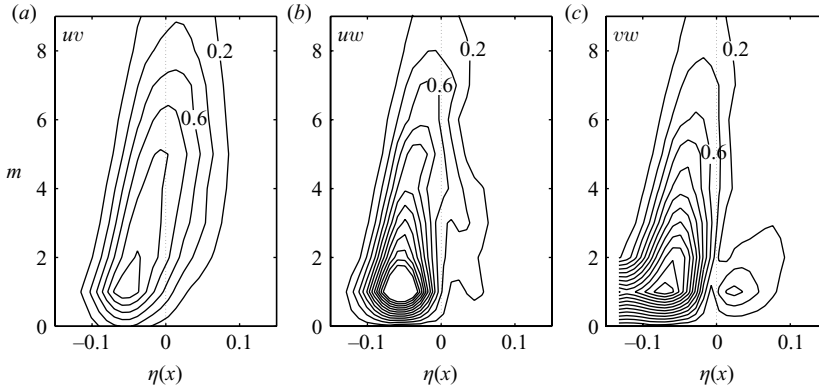 (a) (b) (c)
uv uw vw
0.2 0.2 0.2
0.6 0.6 0.6
8 8 8
6 6 6
m
4 4 4
2 2 2
0 0 0
−0.1 0 0.1 −0.1 0 0.1 −0.1 0 0.1
η(x) η(x) η(x)